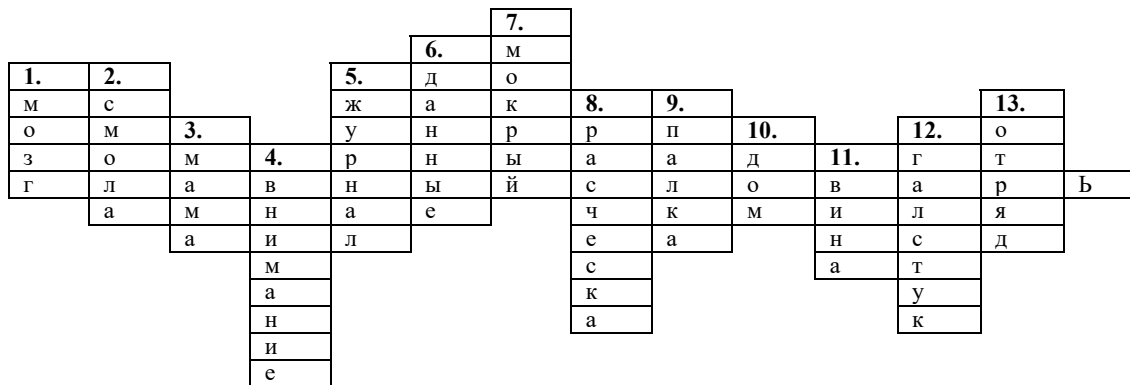 7.
6. м
1. 2. 5. д о
м с ж а к 8. 9. 13.
о м 3. у н р р п 10. 12. о
з о м 4. р н ы а а д 11. г т
г л а в н ы й с л о в а р Ь
а м н а е ч к м и л я
а и л е а н с д
м с а т
а к у
н а к
и
е